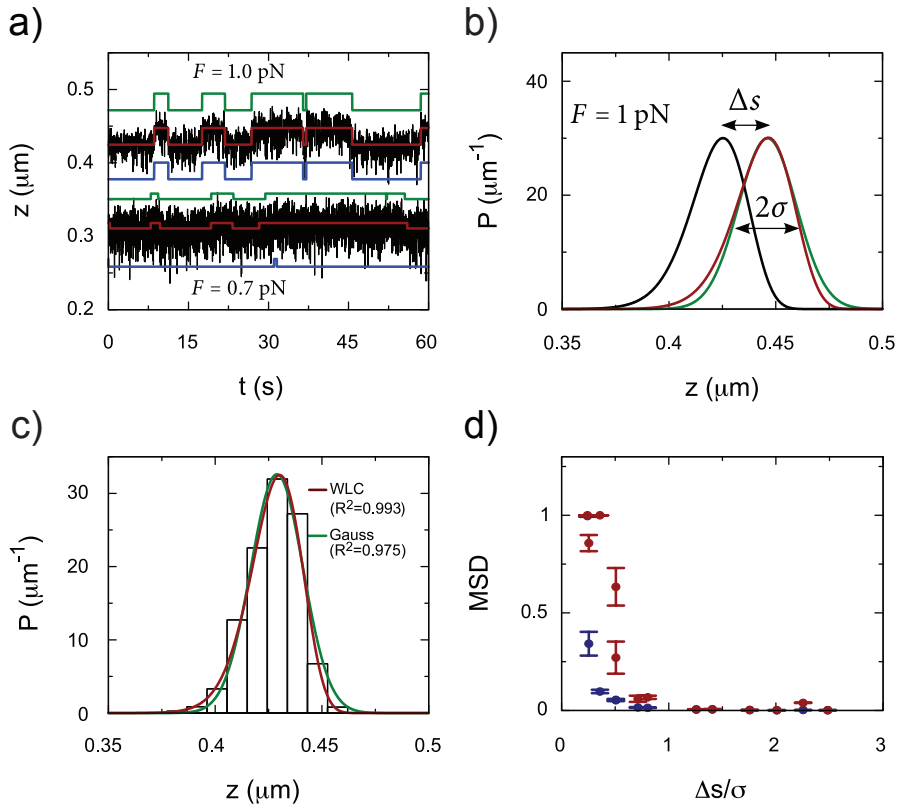 a)
F = 1.0 pN
0.5
0.4
0.3
0.2
z (μm)
F = 0.7 pN
0 15 30 45 60
t (s)
b)
40
20
0
P (μm⁻¹)
F = 1 pN
Δs
2σ
0.35 0.4 0.45 0.5
z (μm)
c)
30
20
10
0
P (μm⁻¹)
WLC
(R²=0.993)
Gauss
(R²=0.975)
0.35 0.4 0.45 0.5
z (μm)
d)
1
0.5
0
MSD
0 1 2 3
Δs/σ